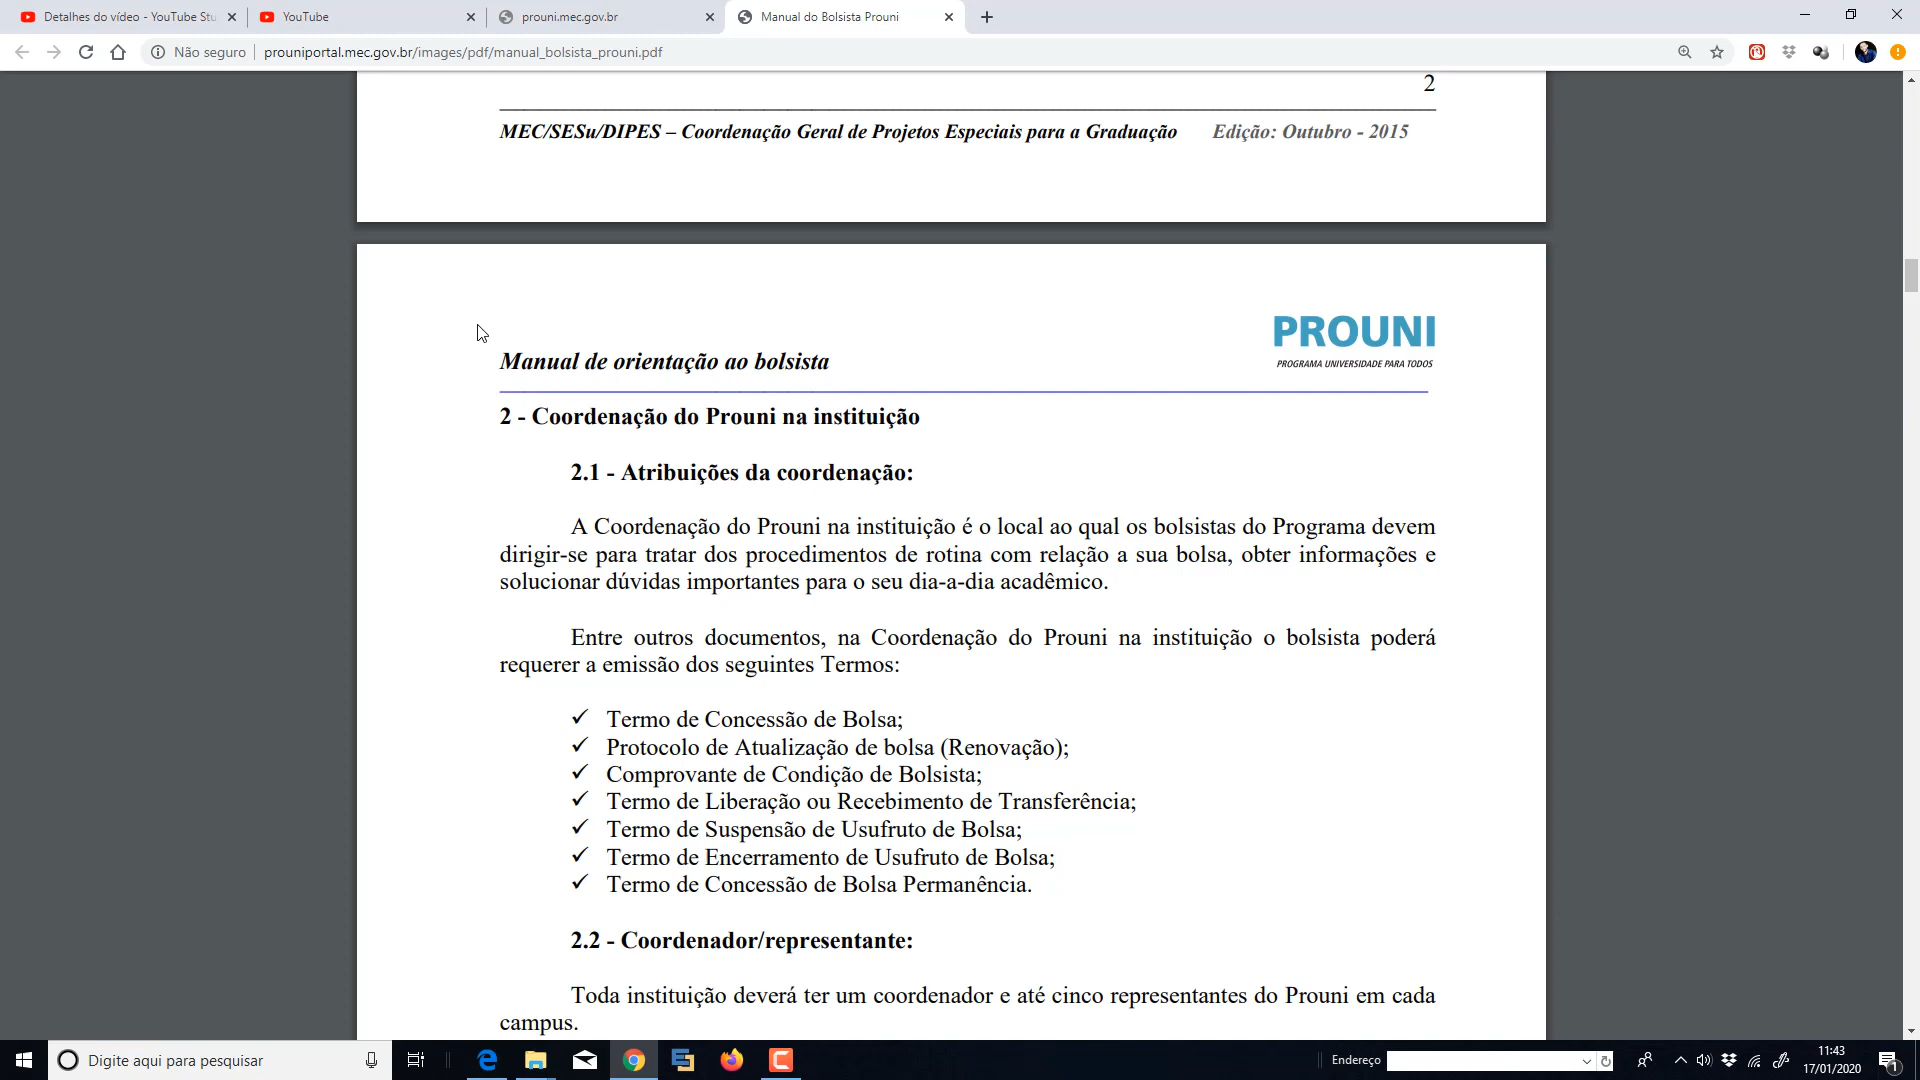 Detalhes do vídeo - YouTube Stu
YouTube
prouni.mec.gov.br
Manual do Bolsista Prouni
Não seguro
prouniportal.mec.gov.br/images/pdf/manual_bolsista_prouni.pdf
2
MEC/SESu/DIPES – Coordenação Geral de Projetos Especiais para a Graduação Edição: Outubro - 2015
PROUNI
PROGRAMA UNIVERSIDADE PARA TODOS
Manual de orientação ao bolsista
2 - Coordenação do Prouni na instituição
2.1 - Atribuições da coordenação:
A Coordenação do Prouni na instituição é o local ao qual os bolsistas do Programa devem
dirigir-se para tratar dos procedimentos de rotina com relação a sua bolsa, obter informações e
solucionar dúvidas importantes para o seu dia-a-dia acadêmico.
Entre outros documentos, na Coordenação do Prouni na instituição o bolsista poderá
requerer a emissão dos seguintes Termos:
✓ Termo de Concessão de Bolsa;
✓ Protocolo de Atualização de bolsa (Renovação);
✓ Comprovante de Condição de Bolsista;
✓ Termo de Liberação ou Recebimento de Transferência;
✓ Termo de Suspensão de Usufruto de Bolsa;
✓ Termo de Encerramento de Usufruto de Bolsa;
✓ Termo de Concessão de Bolsa Permanência.
2.2 - Coordenador/representante:
Toda instituição deverá ter um coordenador e até cinco representantes do Prouni em cada
campus.
Digite aqui para pesquisar
Endereço
11:43
17/01/2020
1